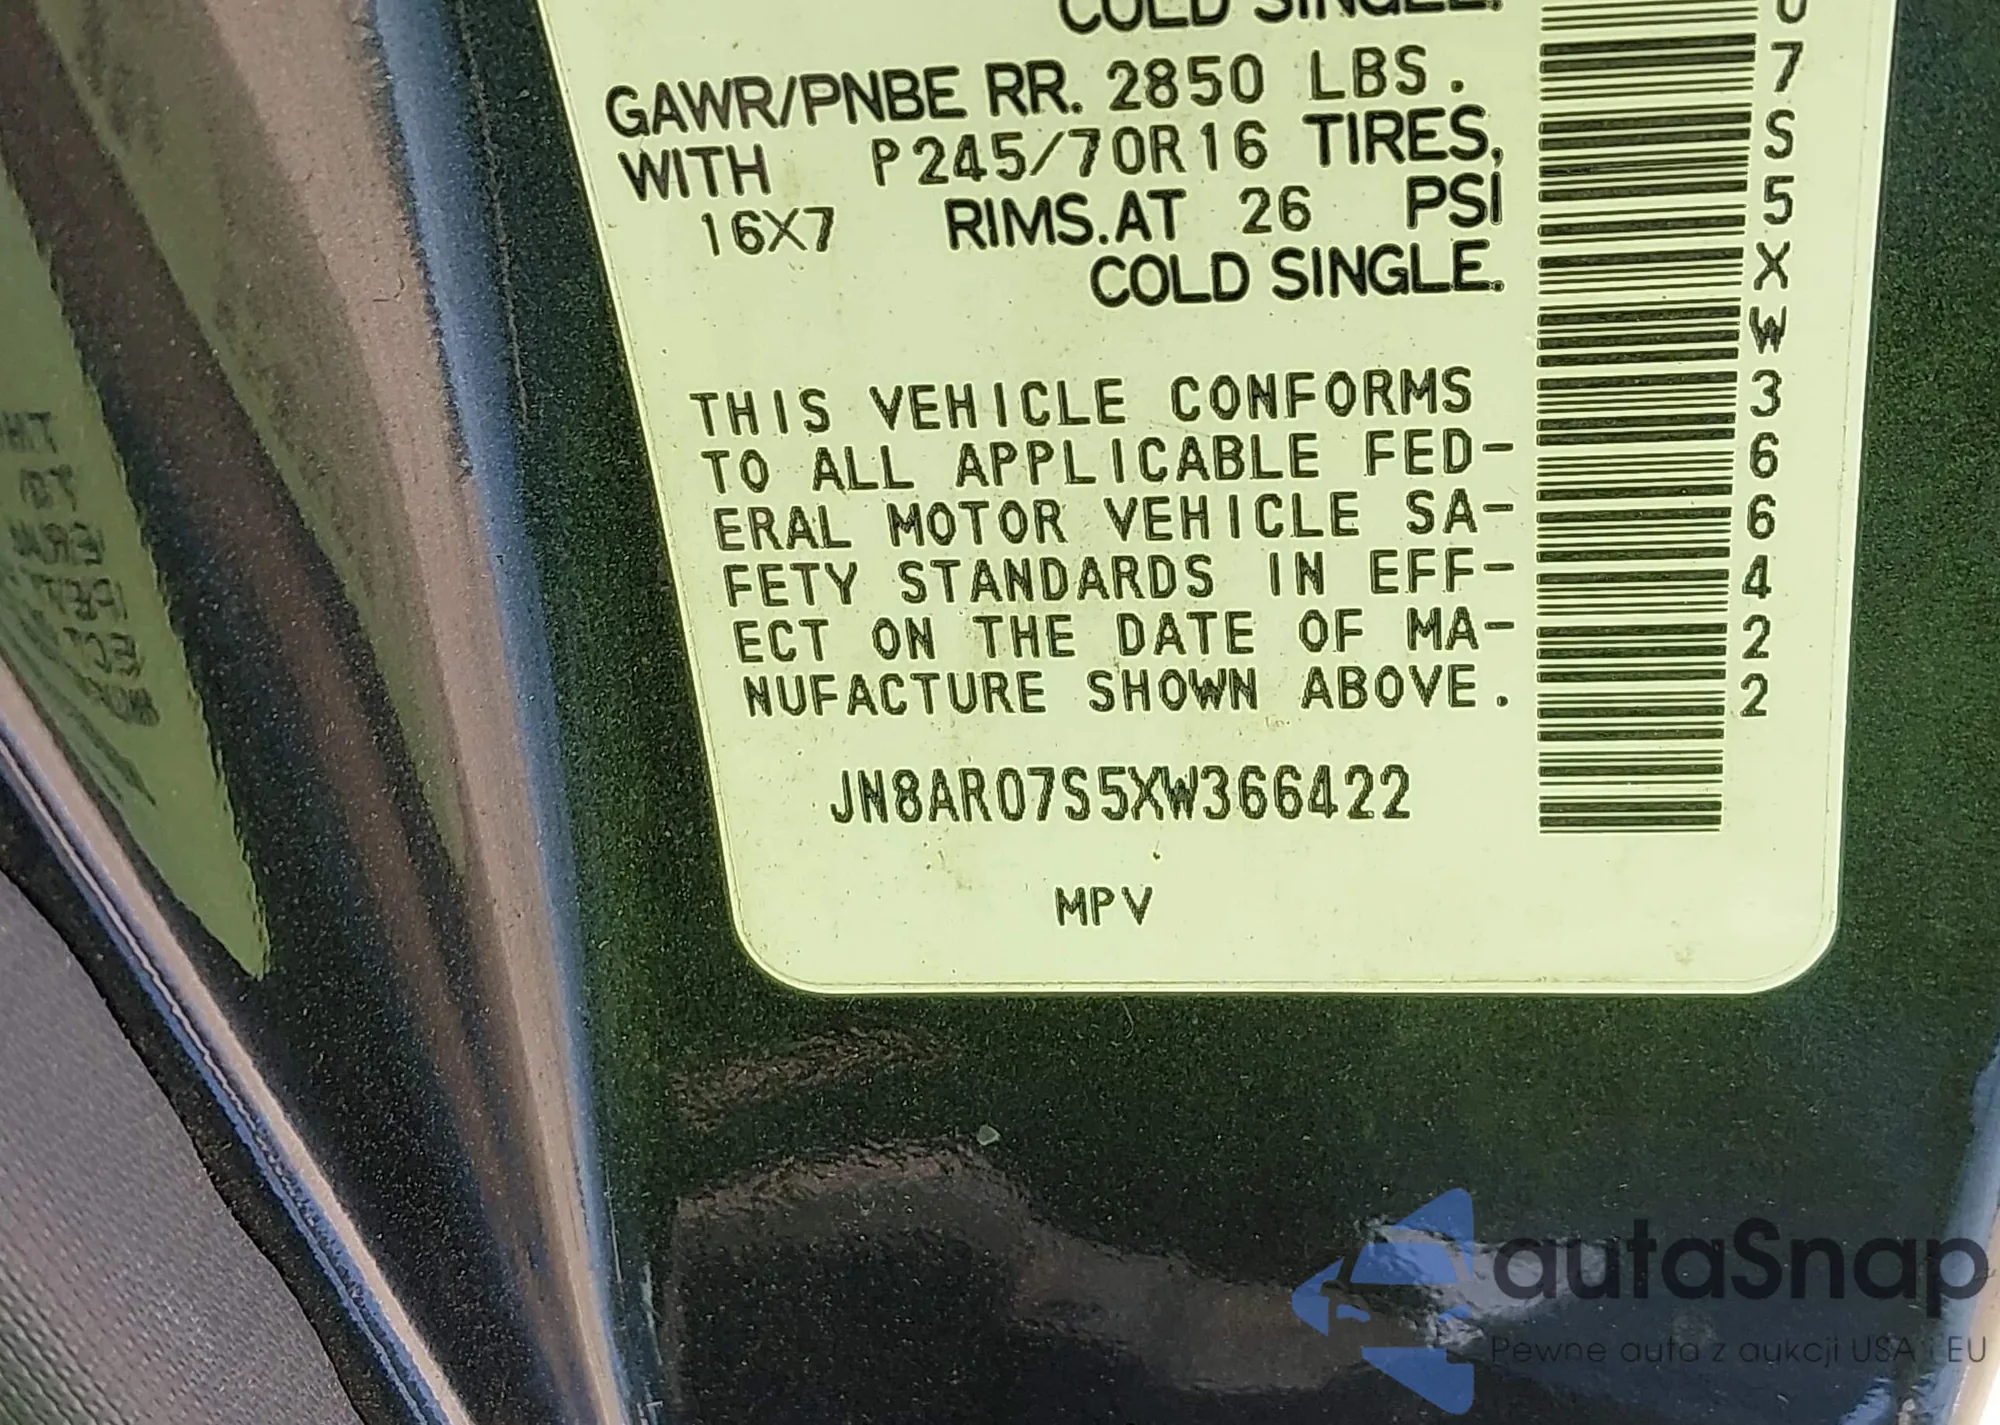 COLD SINGLE.
GAWR/PNBE RR. 2850 LBS.
WITH P245/70R16 TIRES,
16X7 RIMS.AT 26 PSI
COLD SINGLE.
THIS VEHICLE CONFORMS
TO ALL APPLICABLE FED-
ERAL MOTOR VEHICLE SA-
FETY STANDARDS IN EFF-
ECT ON THE DATE OF MA-
NUFACTURE SHOWN ABOVE.
JN8AR07S5XW366422
MPV
07S5XW366422
autaSnap
Pewne auta z aukcji USA i EU